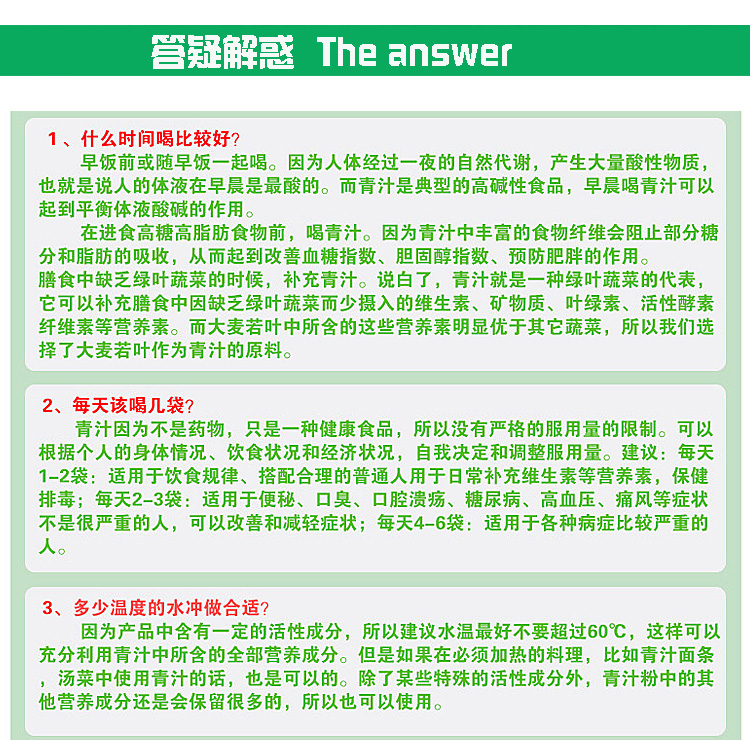 答疑解惑 The answer
1、什么时间喝比较好?
早饭前或随早饭一起喝。因为人体经过一夜的自然代谢，产生大量酸性物质，
也就是说人的体液在早晨是最酸的。而青汁是典型的高碱性食品，早晨喝青汁可以
起到平衡体液酸碱的作用。
在进食高糖高脂肪食物前，喝青汁。因为青汁中丰富的食物纤维会阻止部分糖
分和脂肪的吸收，从而起到改善血糖指数、胆固醇指数、预防肥胖的作用。
膳食中缺乏绿叶蔬菜的时候，补充青汁。说白了，青汁就是一种绿叶蔬菜的代表，
它可以补充膳食中因缺乏绿叶蔬菜而少摄入的维生素、矿物质、叶绿素、活性酵素
纤维素等营养素。而大麦若叶中所含的这些营养素明显优于其它蔬菜，所以我们选
择了大麦若叶作为青汁的原料。
2、每天该喝几袋?
青汁因为不是药物，只是一种健康食品，所以没有严格的服用量的限制。可以
根据个人的身体情况、饮食状况和经济状况，自我决定和调整服用量。建议：每天
1-2袋：适用于饮食规律、搭配合理的普通人用于日常补充维生素等营养素，保健
排毒；每天2-3袋：适用于便秘、口臭、口腔溃疡、糖尿病、高血压、痛风等症状
不是很严重的人，可以改善和减轻症状；每天4-6袋：适用于各种病症比较严重的
人。
3、多少温度的水冲做合适?
因为产品中含有一定的活性成分，所以建议水温最好不要超过60℃，这样可以
充分利用青汁中所含的全部营养成分。但是如果在必须加热的料理，比如青汁面条
，汤菜中使用青汁的话，也是可以的。除了某些特殊的活性成分外，青汁粉中的其
他营养成分还是会保留很多的，所以也可以使用。